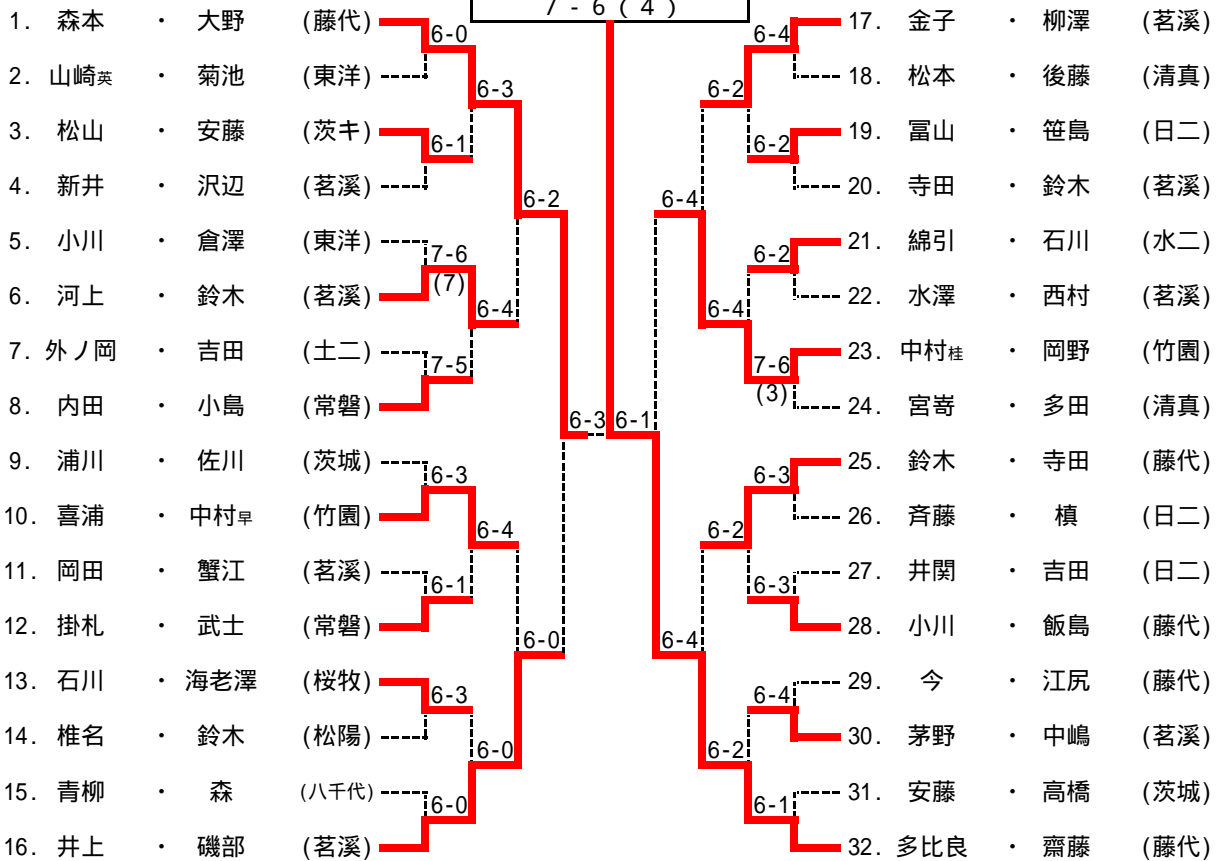 7 - 6 ( 4 )
1. 森本 ・ 大野 (藤代)
2. 山崎英 ・ 菊池 (東洋)
3. 松山 ・ 安藤 (茨キ)
4. 新井 ・ 沢辺 (茗溪)
5. 小川 ・ 倉澤 (東洋)
6. 河上 ・ 鈴木 (茗溪)
7. 外ノ岡 ・ 吉田 (土二)
8. 内田 ・ 小島 (常磐)
9. 浦川 ・ 佐川 (茨城)
10. 喜浦 ・ 中村早 (竹園)
11. 岡田 ・ 蟹江 (茗溪)
12. 掛札 ・ 武士 (常磐)
13. 石川 ・ 海老澤 (桜牧)
14. 椎名 ・ 鈴木 (松陽)
15. 青柳 ・ 森 (八千代)
16. 井上 ・ 磯部 (茗溪)
6-0
6-1
7-6
(7)
7-5
6-3
6-1
6-3
6-0
6-3
6-4
6-4
6-0
6-2
6-0
6-3
6-1
6-4
6-4
6-2
6-4
6-2
6-2
6-4
6-2
6-2
7-6
(3)
6-3
6-3
6-4
6-1
17. 金子 ・ 柳澤 (茗溪)
18. 松本 ・ 後藤 (清真)
19. 冨山 ・ 笹島 (日二)
20. 寺田 ・ 鈴木 (茗溪)
21. 綿引 ・ 石川 (水二)
22. 水澤 ・ 西村 (茗溪)
23. 中村桂 ・ 岡野 (竹園)
24. 宮嵜 ・ 多田 (清真)
25. 鈴木 ・ 寺田 (藤代)
26. 斉藤 ・ 槙 (日二)
27. 井関 ・ 吉田 (日二)
28. 小川 ・ 飯島 (藤代)
29. 今 ・ 江尻 (藤代)
30. 茅野 ・ 中嶋 (茗溪)
31. 安藤 ・ 高橋 (茨城)
32. 多比良 ・ 齋藤 (藤代)